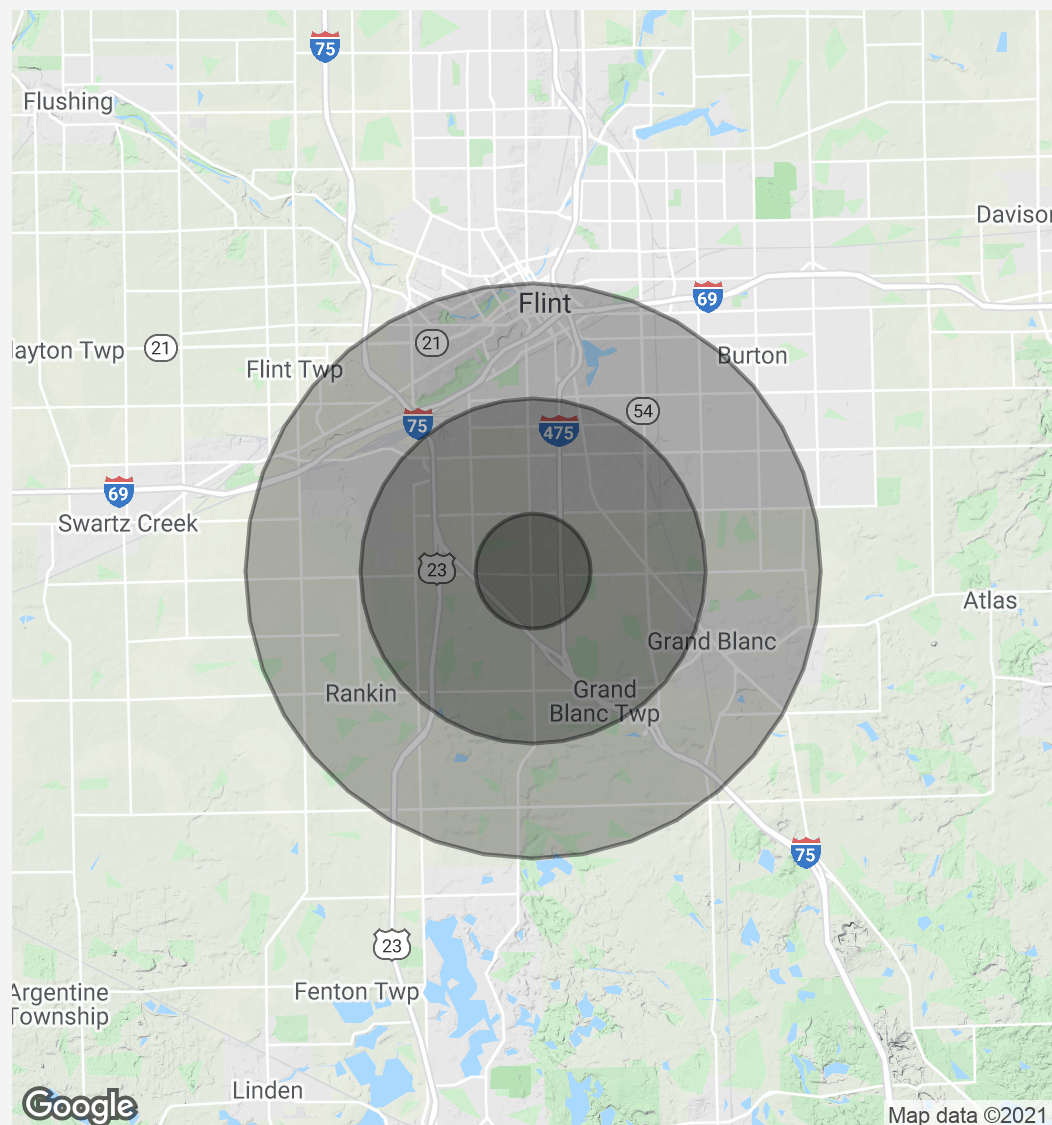 75
Flushing
Davisor
69
Flint
21
layton Twp
21
Burton
Flint Twp
54
75
475
69
Swartz Creek
23
Atlas
Grand Blanc
Rankin
Grand
Blanc Twp
75
23
Argentine
Township
Fenton Twp
Linden
Google
Map data ©2021